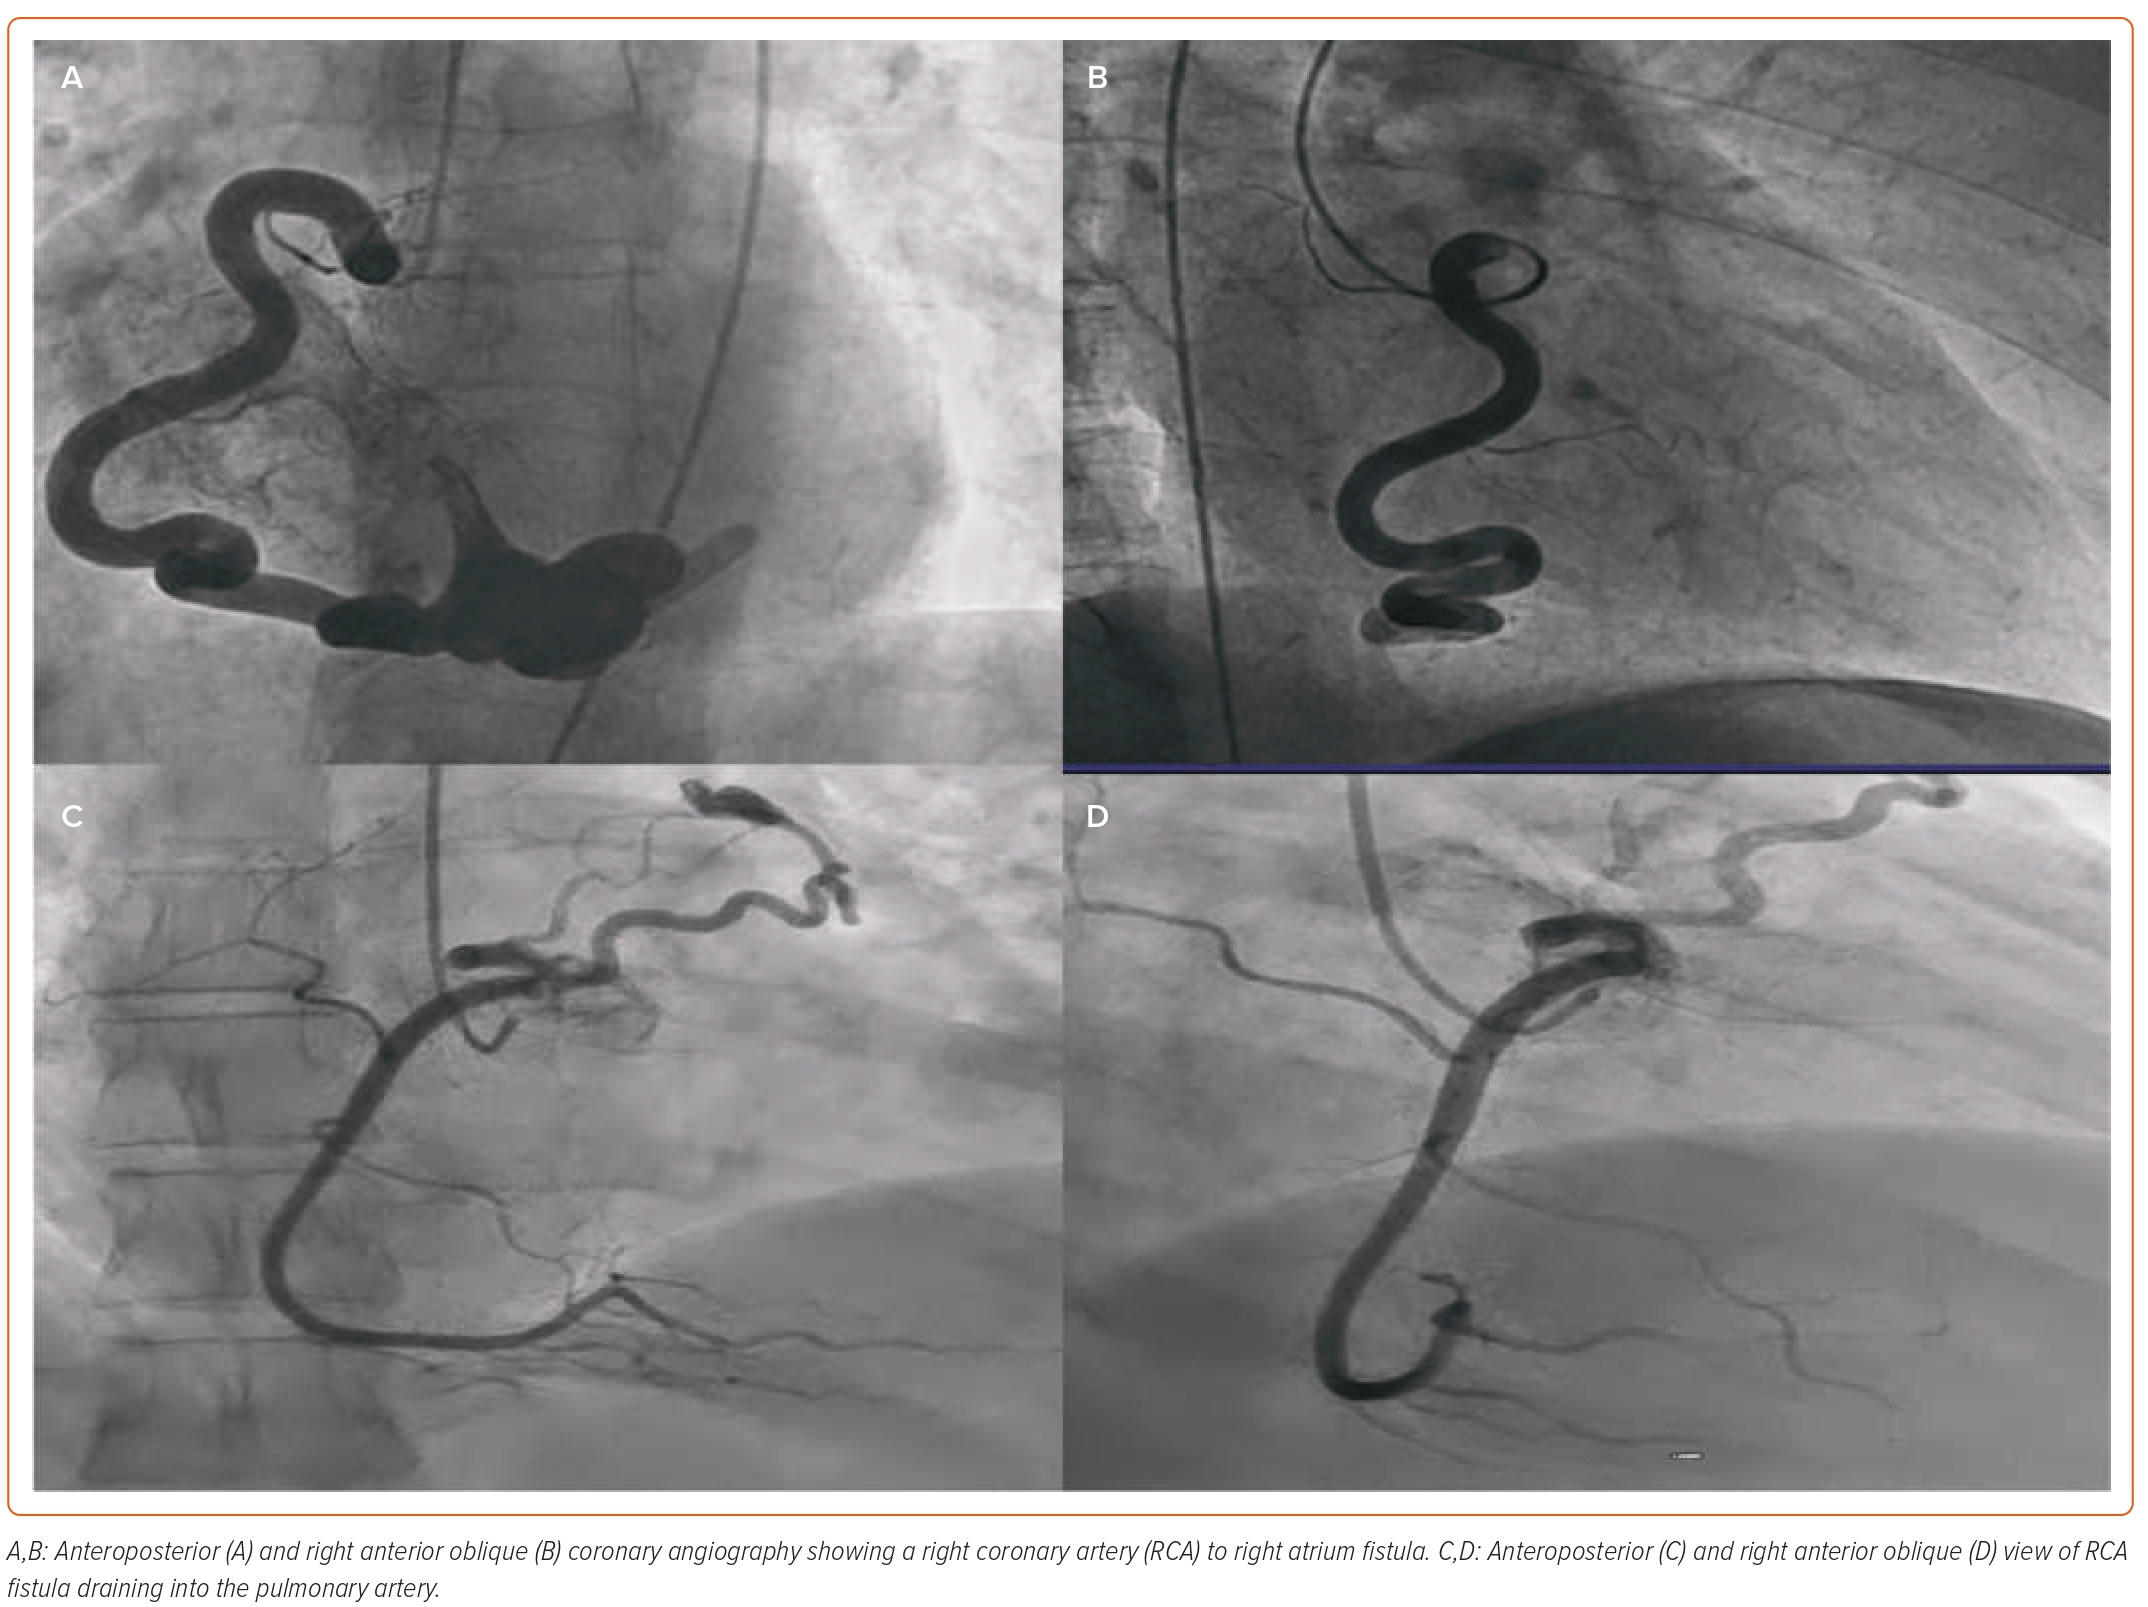 A
B
C
D
A,B: Anteroposterior (A) and right anterior oblique (B) coronary angiography showing a right coronary artery (RCA) to right atrium fistula. C,D: Anteroposterior (C) and right anterior oblique (D) view of RCA
fistula draining into the pulmonary artery.